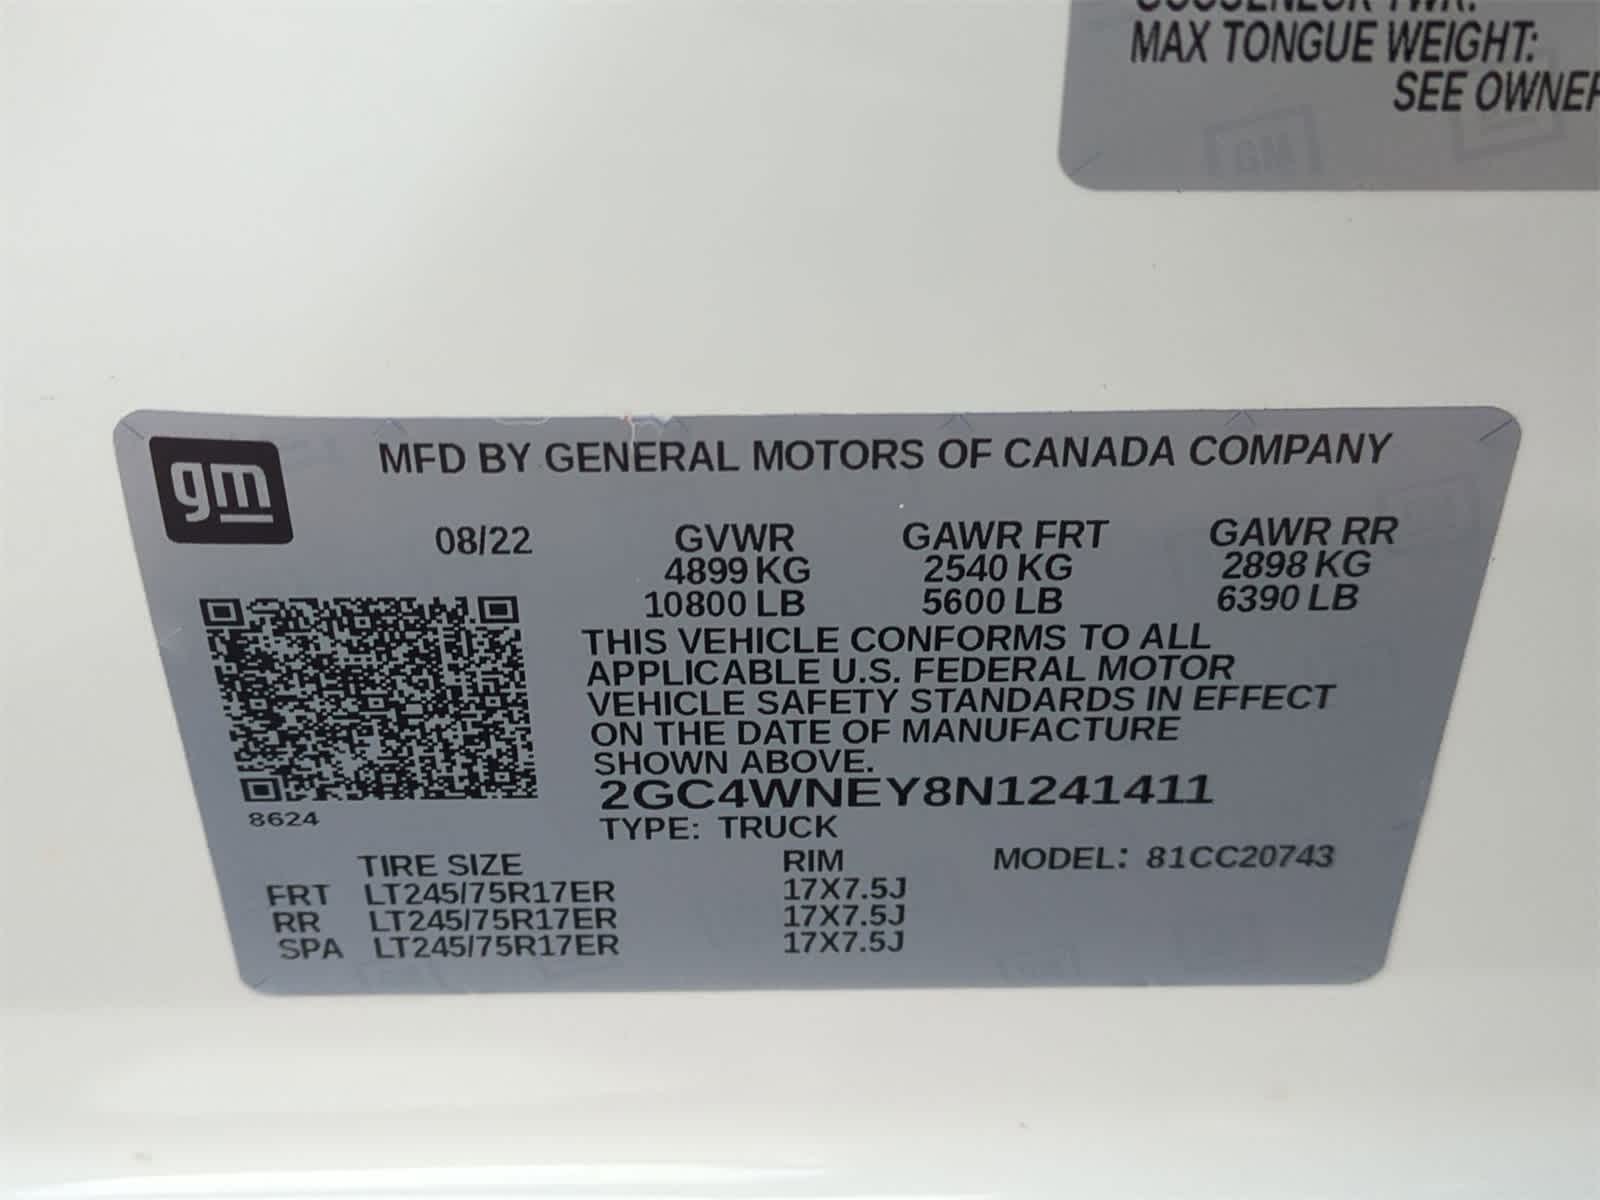 MAX TONGUE WEIGHT:
SEE OWNER
gm
MFD BY GENERAL MOTORS OF CANADA COMPANY
08/22 GVWR GAWR FRT GAWR RR
4899 KG 2540 KG 2898 KG
10800 LB 5600 LB 6390 LB
THIS VEHICLE CONFORMS TO ALL
APPLICABLE U.S. FEDERAL MOTOR
VEHICLE SAFETY STANDARDS IN EFFECT
ON THE DATE OF MANUFACTURE
SHOWN ABOVE.
2GC4WNEY8N1241411
8624
TYPE: TRUCK
TIRE SIZE RIM MODEL: 81CC20743
FRT LT245/75R17ER 17X7.5J
RR LT245/75R17ER 17X7.5J
SPA LT245/75R17ER 17X7.5J